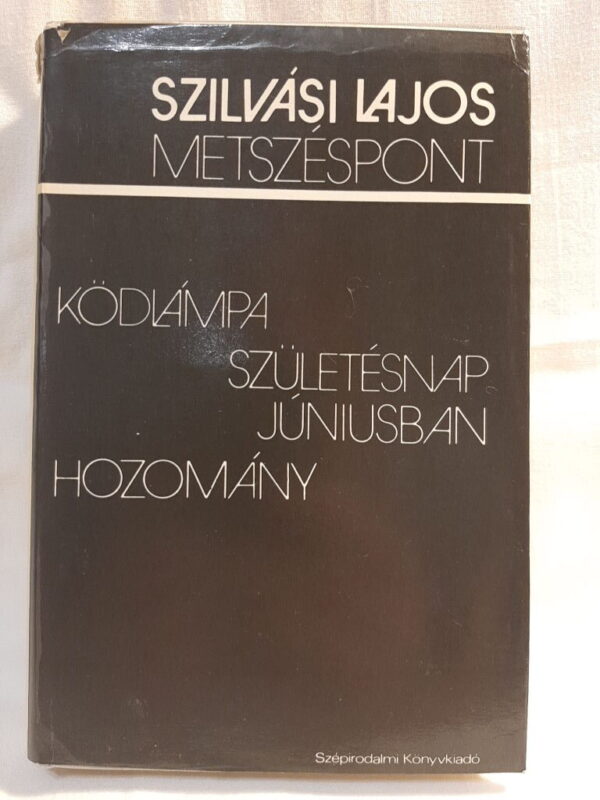 SZILVÁSI LAJOS
METSZÉSPONT
KÖDLÁMPA
SZÜLETÉSNAP
JÚNIUSBAN
HOZOMÁNY
Szépirodalmi Könyvkiadó